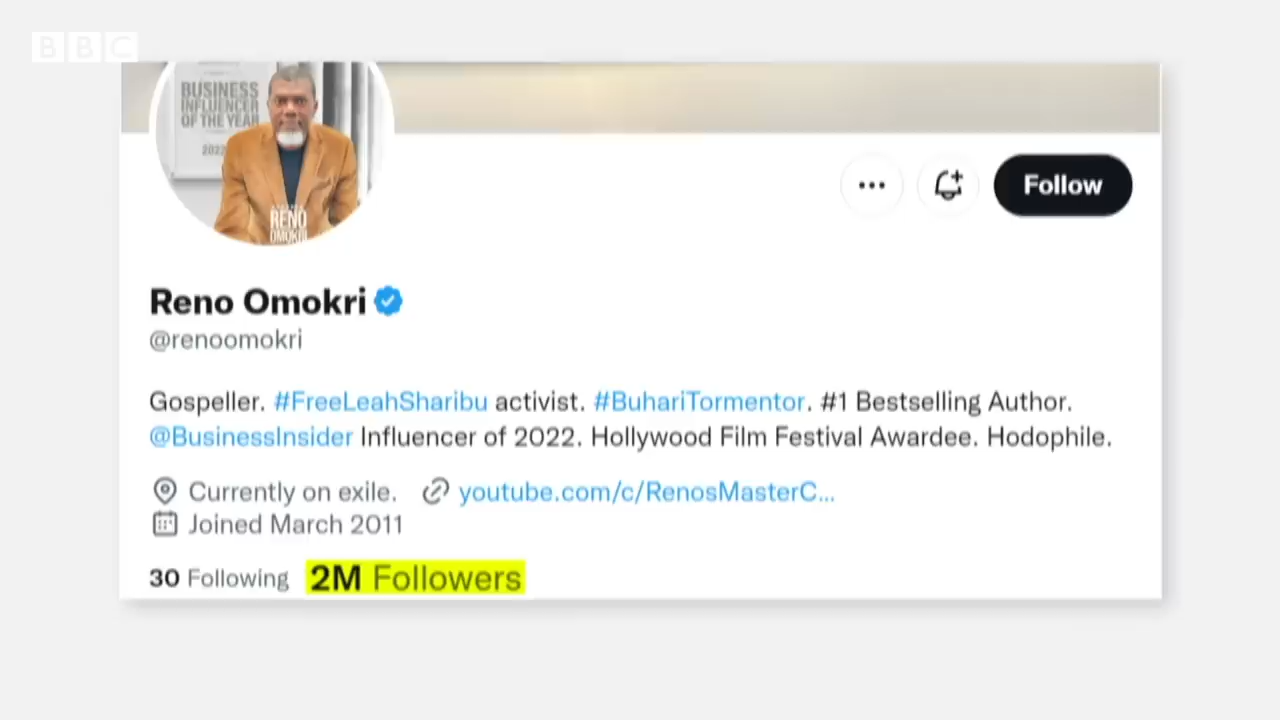 BBC
BUSINESS
INFLUENCER
OF THE YEAR
2022
RENO
OMOKRI
Follow
Reno Omokri
@renoomokri
Gospeller. #FreeLeahSharibu activist. #BuhariTormentor. #1 Bestselling Author.
@BusinessInsider Influencer of 2022. Hollywood Film Festival Awardee. Hodophile.
Currently on exile. youtube.com/c/RenosMasterC...
Joined March 2011
30 Following 2M Followers